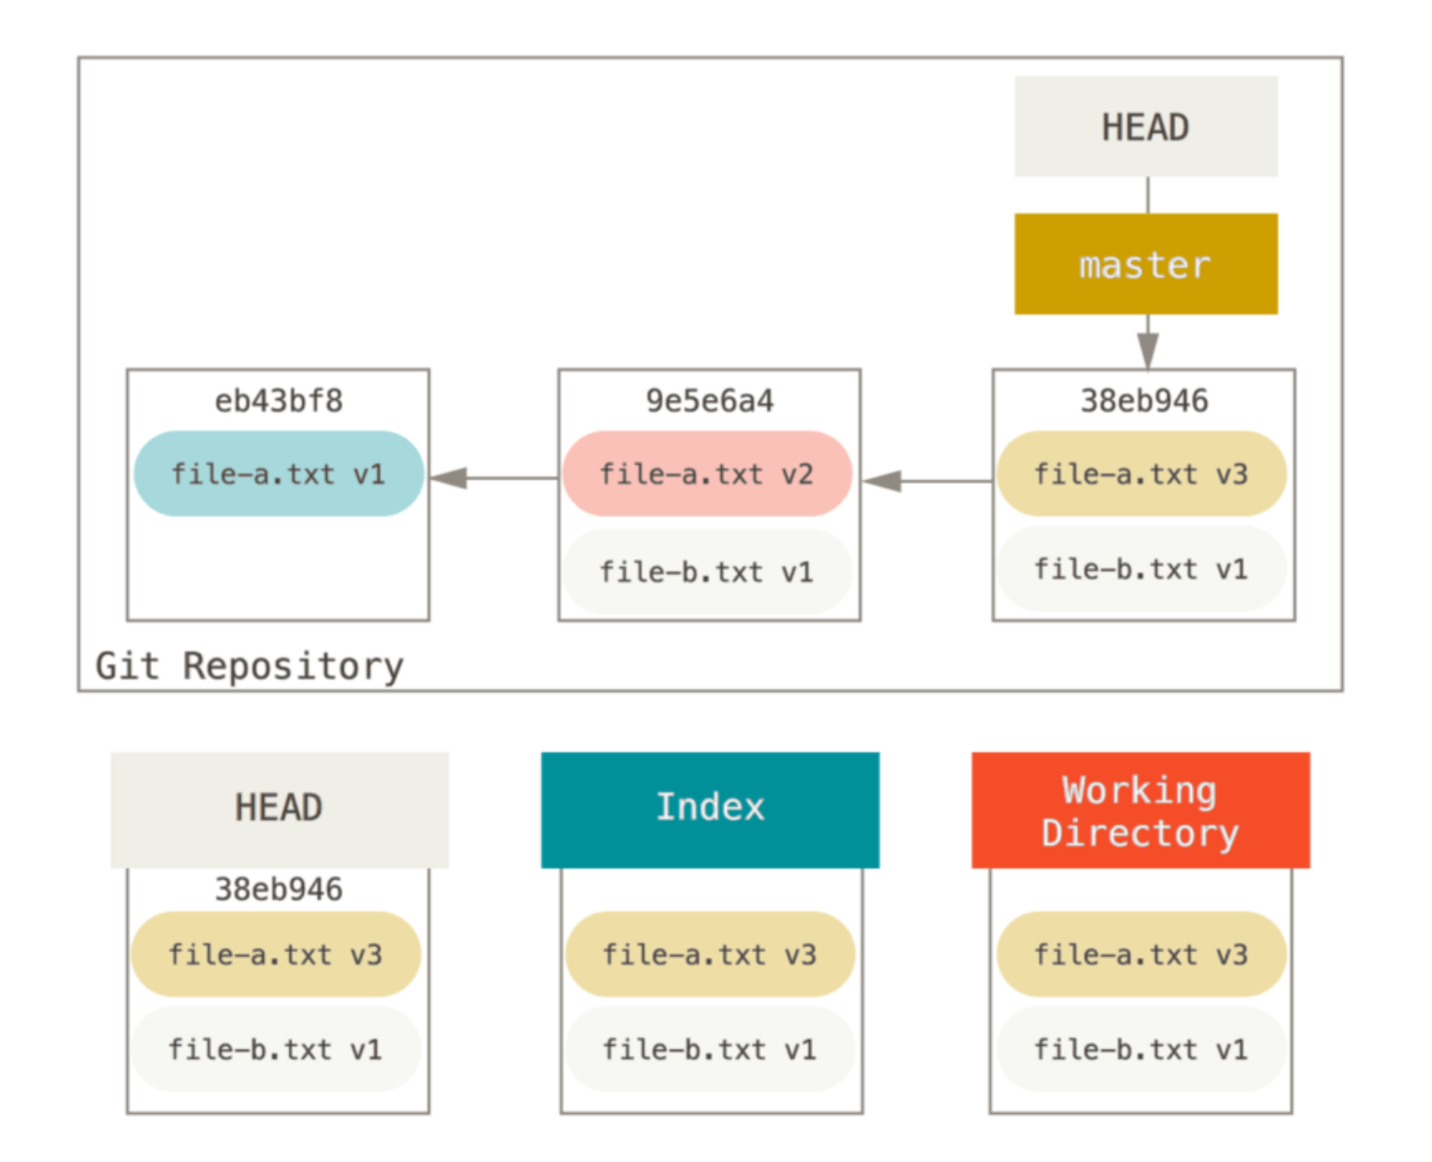 HEAD
master
eb43bf8
9e5e6a4
38eb946
file-a.txt v1
file-a.txt v2
file-a.txt v3
file-b.txt v1
file-b.txt v1
Git Repository
HEAD
Index
Working
Directory
38eb946
file-a.txt v3
file-a.txt v3
file-a.txt v3
file-b.txt v1
file-b.txt v1
file-b.txt v1